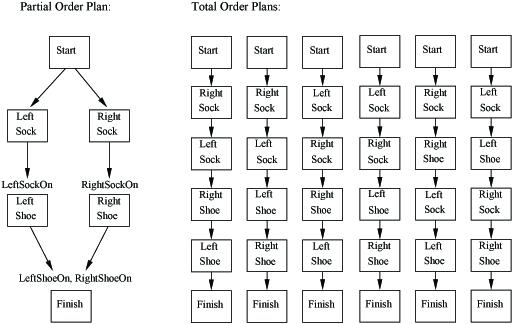 Partial Order Plan:
Total Order Plans:
Start
Left
Sock
Right
Sock
LeftSockOn
RightSockOn
Left
Shoe
Right
Shoe
LeftShoeOn, RightShoeOn
Finish
Start
Right
Sock
Left
Sock
Right
Shoe
Left
Shoe
Finish
Start
Right
Sock
Left
Sock
Left
Shoe
Right
Shoe
Finish
Start
Left
Sock
Right
Sock
Right
Shoe
Left
Shoe
Finish
Start
Left
Sock
Right
Sock
Left
Shoe
Right
Shoe
Finish
Start
Right
Sock
Right
Shoe
Left
Sock
Left
Shoe
Finish
Start
Left
Sock
Left
Shoe
Right
Sock
Right
Shoe
Finish